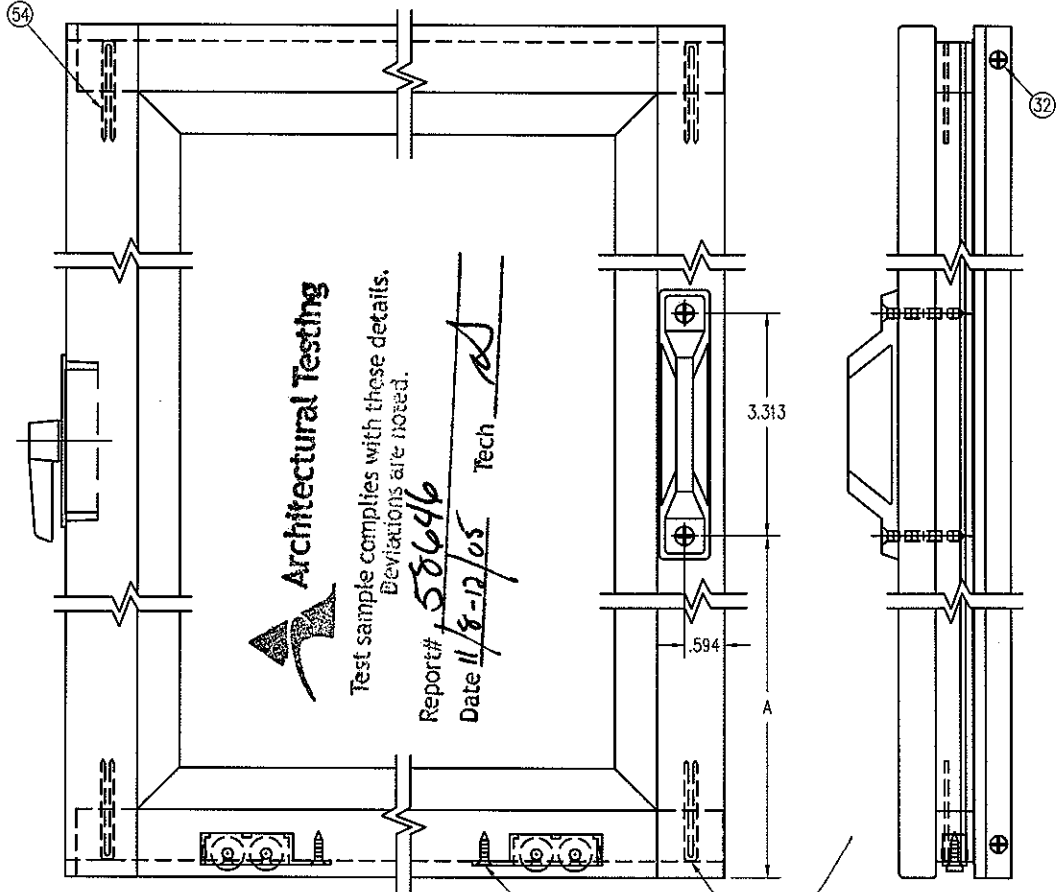 54
32
Architectural Testing
Test sample complies with these details.
Deviations are noted.
Report# 58646
Date 11/8-12/05 Tech
3.313
.594
A